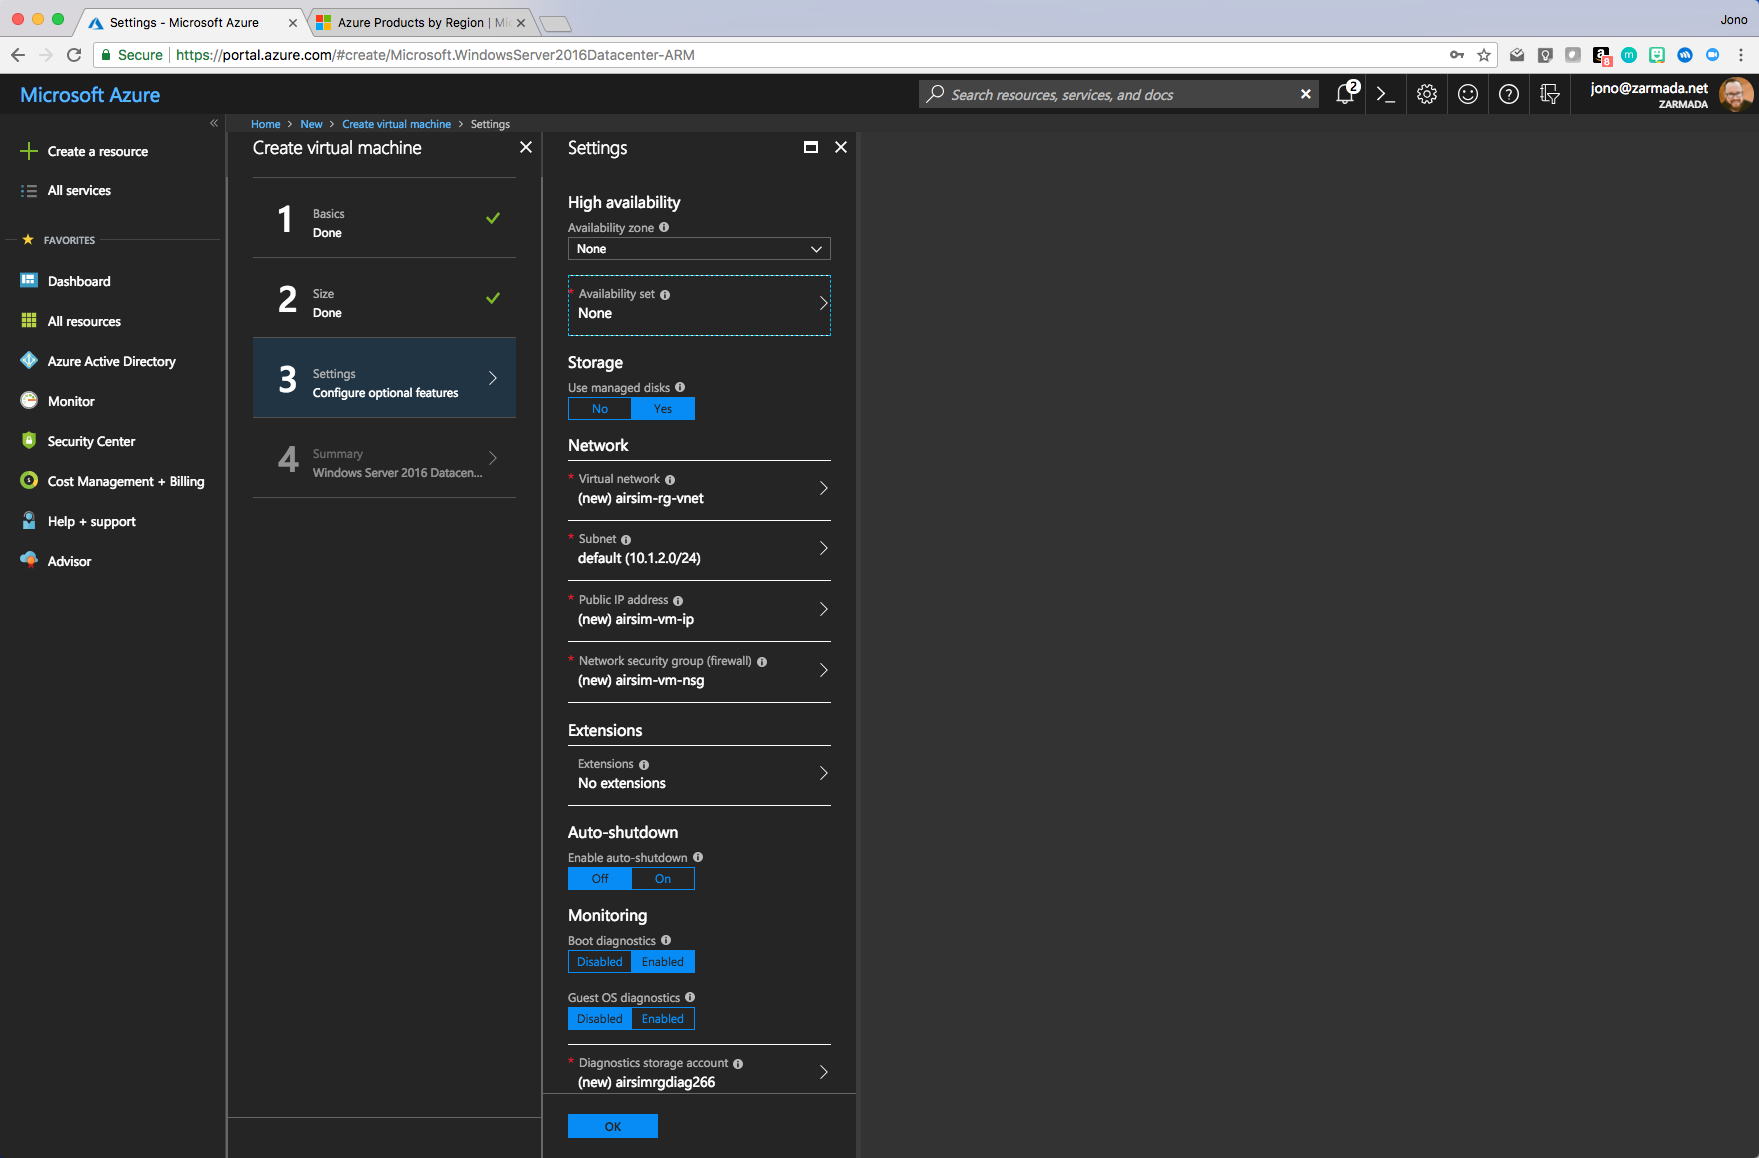 Settings - Microsoft Azure
Azure Products by Region | Mi
Jono
Secure
https://portal.azure.com/#create/Microsoft.WindowsServer2016Datacenter-ARM
a
8
m
Microsoft Azure
Search resources, services, and docs
2
jono@zarmada.net
ZARMADA
Home > New > Create virtual machine > Settings
Create a resource
All services
FAVORITES
Dashboard
All resources
Azure Active Directory
Monitor
Security Center
Cost Management + Billing
Help + support
Advisor
Create virtual machine
1
Basics
Done
2
Size
Done
3
Settings
Configure optional features
4
Summary
Windows Server 2016 Datacen...
Settings
High availability
Availability zone
None
* Availability set
None
Storage
Use managed disks
No Yes
Network
* Virtual network
(new) airsim-rg-vnet
* Subnet
default (10.1.2.0/24)
* Public IP address
(new) airsim-vm-ip
* Network security group (firewall)
(new) airsim-vm-nsg
Extensions
Extensions
No extensions
Auto-shutdown
Enable auto-shutdown
Off On
Monitoring
Boot diagnostics
Disabled Enabled
Guest OS diagnostics
Disabled Enabled
* Diagnostics storage account
(new) airsimrgdiag266
OK